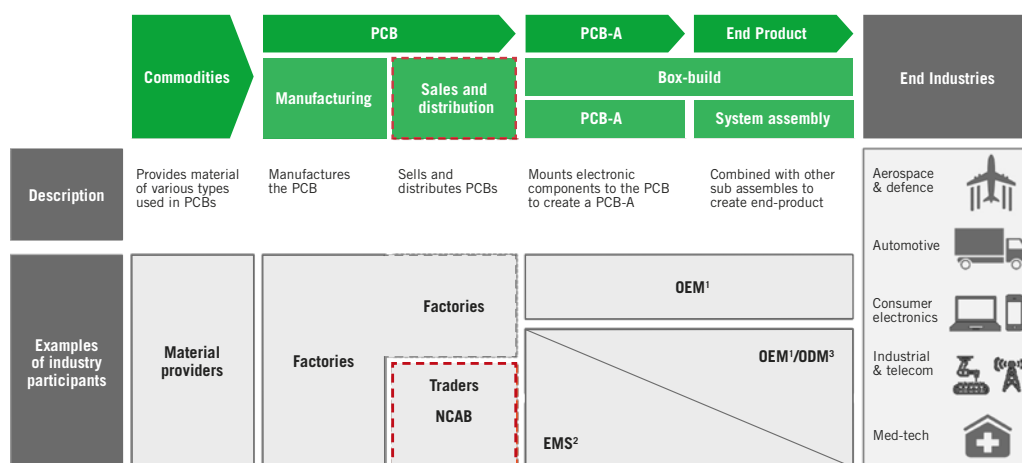 PCB
PCB-A
End Product
Commodities
End Industries
Manufacturing
Sales and
distribution
Box-build
PCB-A
System assembly
Description
Provides material
of various types
used in PCBs
Manufactures
the PCB
Sells and
distributes PCBs
Mounts electronic
components to the PCB
to create a PCB-A
Combined with other
sub assembles to
create end-product
Aerospace
& defence
Automotive
Consumer
electronics
Industrial
& telecom
Med-tech
Examples
of industry
participants
Material
providers
Factories
Factories
Traders
NCAB
OEM¹
OEM¹/ODM³
EMS²